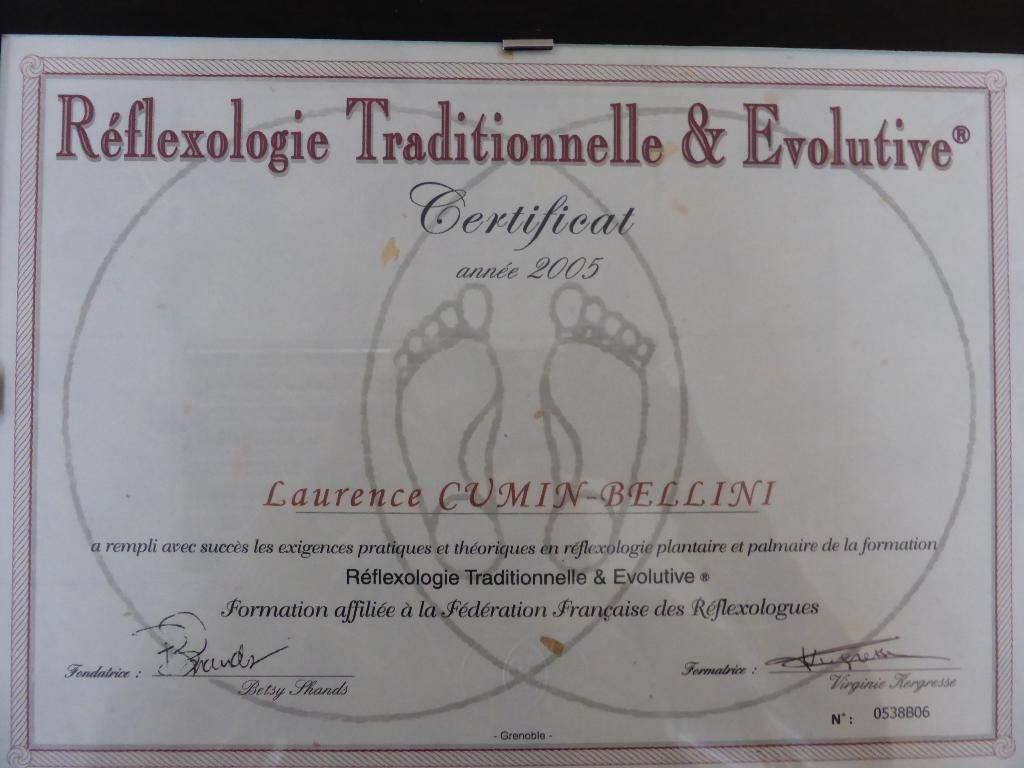 Réflexologie Traditionnelle & Evolutive®
Certificat
année 2005
Laurence CUMIN-BELLINI
a rempli avec succès les exigences pratiques et théoriques en réflexologie plantaire et palmaire de la formation
Réflexologie Traditionnelle & Evolutive ®
Formation affiliée à la Fédération Française des Réflexologues
Fondatrice : BShands
Betsy Shands
Formatrice : VKergresse
Virginie Kergresse
N° : 0538B06
- Grenoble -